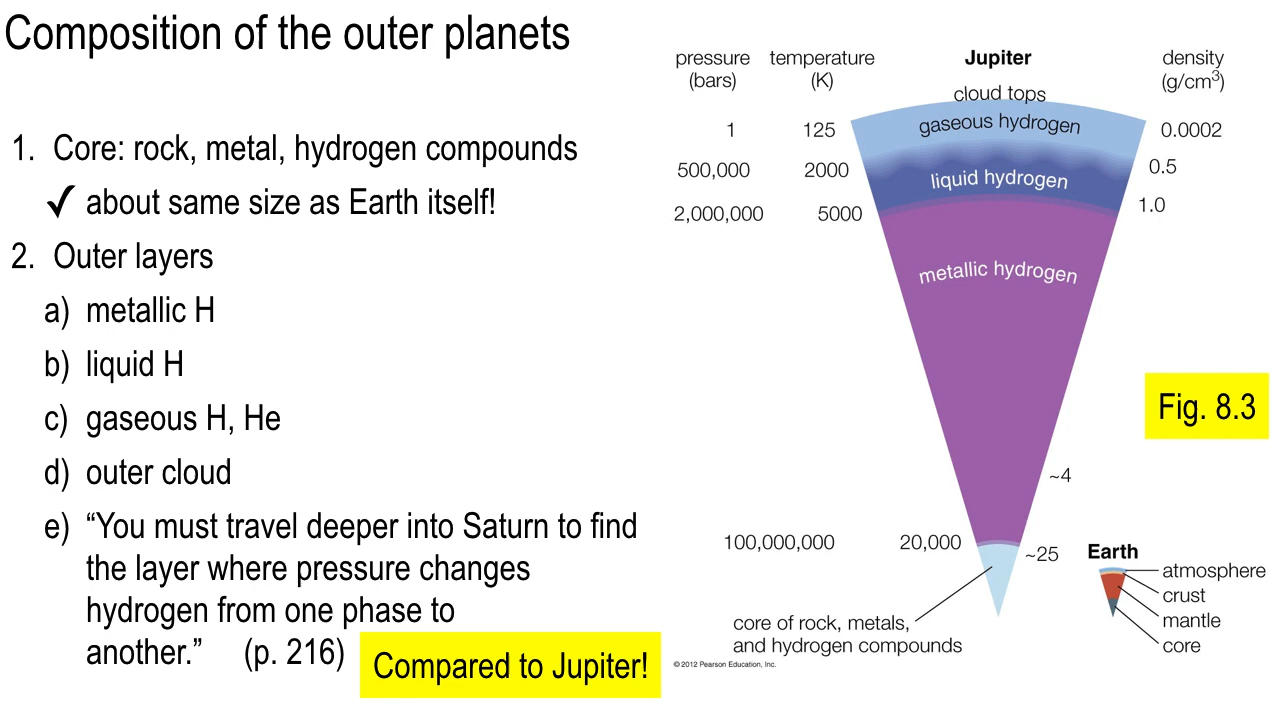 Composition of the outer planets
1. Core: rock, metal, hydrogen compounds
✓ about same size as Earth itself!
2. Outer layers
a) metallic H
b) liquid H
c) gaseous H, He
d) outer cloud
e) “You must travel deeper into Saturn to find
the layer where pressure changes
hydrogen from one phase to
another.” (p. 216)
Compared to Jupiter!
pressure (bars)
temperature (K)
Jupiter
density (g/cm³)
cloud tops
1 125 gaseous hydrogen 0.0002
500,000 2000 liquid hydrogen 0.5
2,000,000 5000 1.0
metallic hydrogen
Fig. 8.3
~4
100,000,000 20,000 ~25
core of rock, metals,
and hydrogen compounds
Earth
atmosphere
crust
mantle
core
© 2012 Pearson Education, Inc.